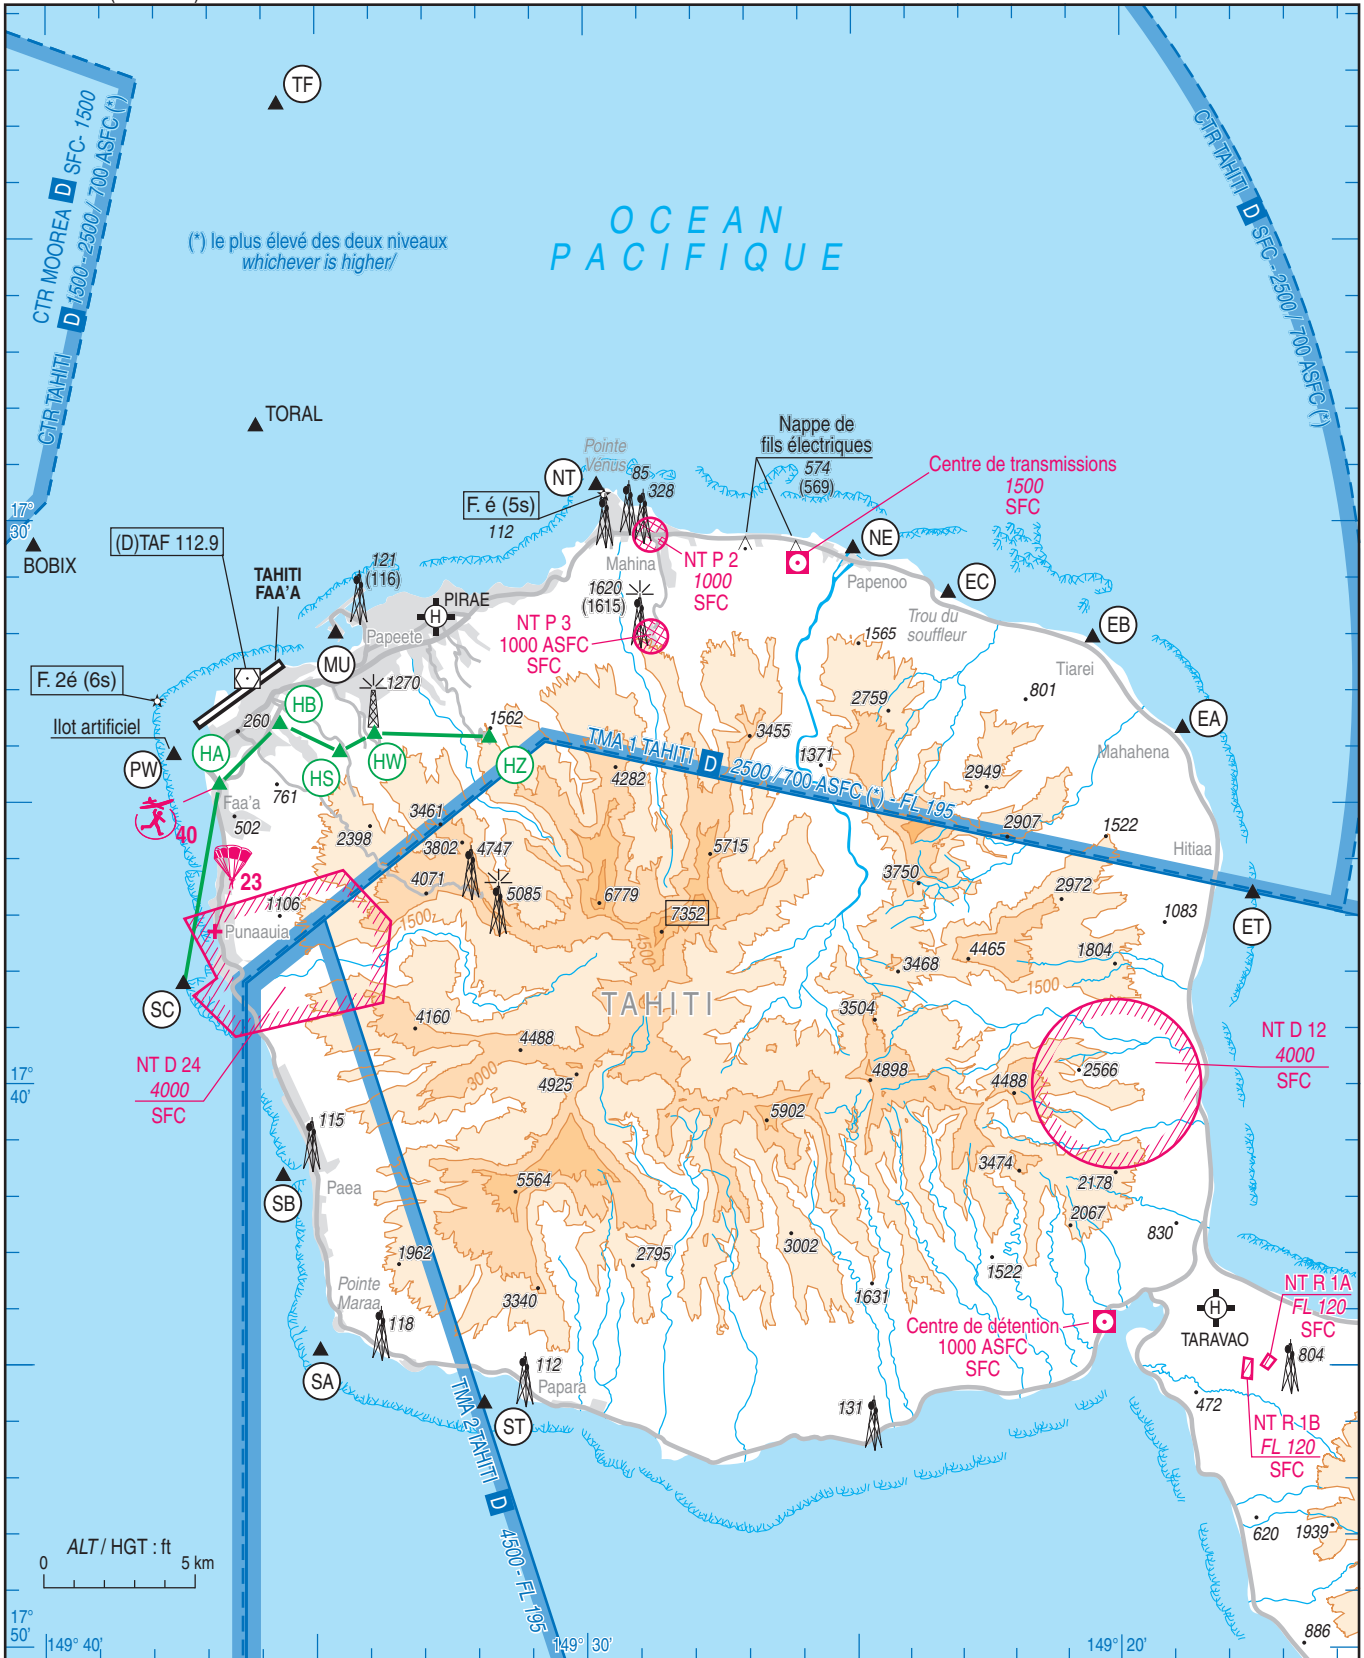 TF
CTR MOOREA D SFC- 1500
CTR TAHITI D 1500 - 2500 / 700 ASFC (*)
CTR TAHITI D SFC - 2500 / 700 ASFC (*)
OCEAN
PACIFIQUE
(*) le plus élevé des deux niveaux
whichever is higher/
TORAL
BOBIX
17°
30'
Nappe de
fils électriques
574
(569)
Pointe
Vénus
NT
85
328
F. é (5s)
112
Centre de transmissions
1500
SFC
(D)TAF 112.9
TAHITI
FAA'A
121
(116)
PIRAE
H
Papeete
Mahina
NT P 2
1000
SFC
1620
(1615)
NT P 3
1000 ASFC
SFC
NE
Papenoo
EC
Trou du
souffleur
EB
Tiarei
EA
Mahahena
Hitiaa
ET
MU
F. 2é (6s)
Ilot artificiel
PW
260
HA
HB
HS
HW
HZ
1270
1562
1565
2759
801
3455
1371
2949
TMA 1 TAHITI D 2500 / 700 ASFC (*) - FL 195
4282
40
Faa'a
502
761
2398
3461
3802
4747
4071
5085
5715
6779
7352
2907
1522
3750
2972
1083
23
1106
Punaauia
1500
4500
3468
4465
1804
1500
SC
TAHITI
3504
4160
4488
4925
3000
4898
4488
2566
NT D 12
4000
SFC
NT D 24
4000
SFC
17°
40'
115
SB
Paea
5902
5564
3474
2178
2067
830
1962
2795
3002
1522
1631
3340
Pointe
Maraa
118
SA
112
Papara
ST
131
Centre de détention
1000 ASFC
SFC
H
TARAVAO
NT R 1A
FL 120
SFC
804
472
NT R 1B
FL 120
SFC
620
1939
886
TMA 2 TAHITI D 4500 - FL 195
ALT / HGT : ft
0
5 km
17°
50'
149° 40'
149° 30'
149° 20'